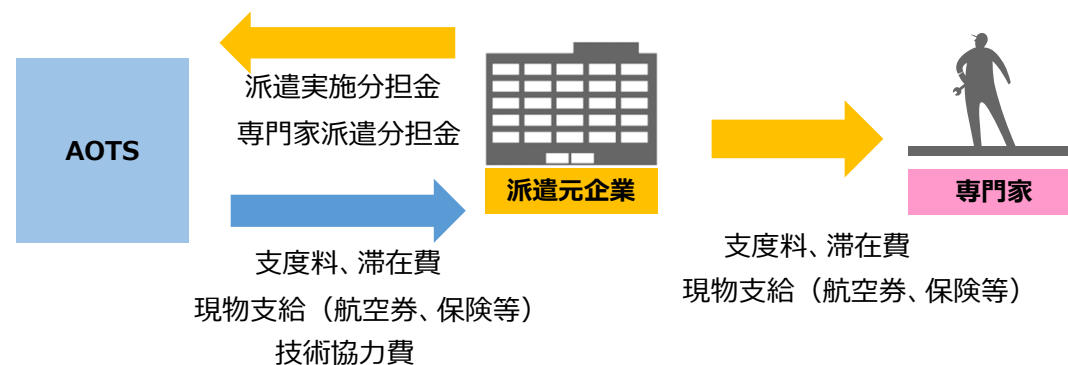 派遣実施分担金
専門家派遣分担金
AOTS
派遣元企業
専門家
支度料、滞在費
現物支給（航空券、保険等）
技術協力費
支度料、滞在費
現物支給（航空券、保険等）